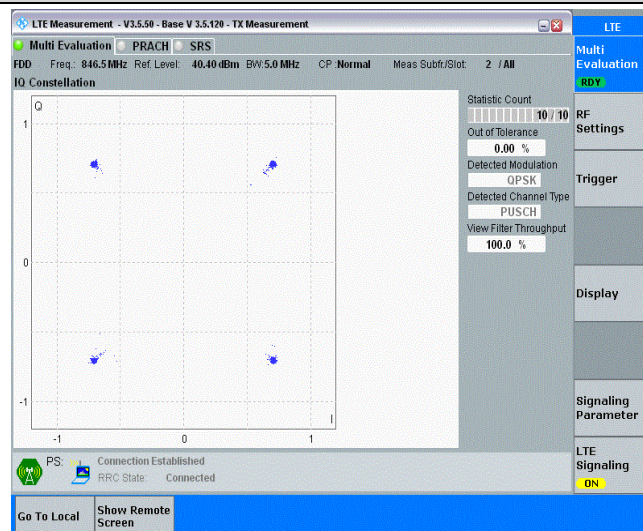 LTE Measurement - V3.5.50 - Base V 3.5.120 - TX Measurement
LTE
Multi Evaluation PRACH SRS
Multi
Evaluation
RDY
FDD Freq.: 846.5 MHz Ref. Level: 40.40 dBm BW:5.0 MHz CP :Normal Meas Subfr./Slot: 2 / All
IQ Constellation
Q
1
0
-1
-1 0 1
I
Statistic Count
10 / 10
Out of Tolerance
0.00 %
Detected Modulation
QPSK
Detected Channel Type
PUSCH
View Filter Throughput
100.0 %
RF
Settings
Trigger
Display
Signaling
Parameter
LTE
Signaling
ON
PS: Connection Established
RRC State: Connected
Go To Local
Show Remote
Screen